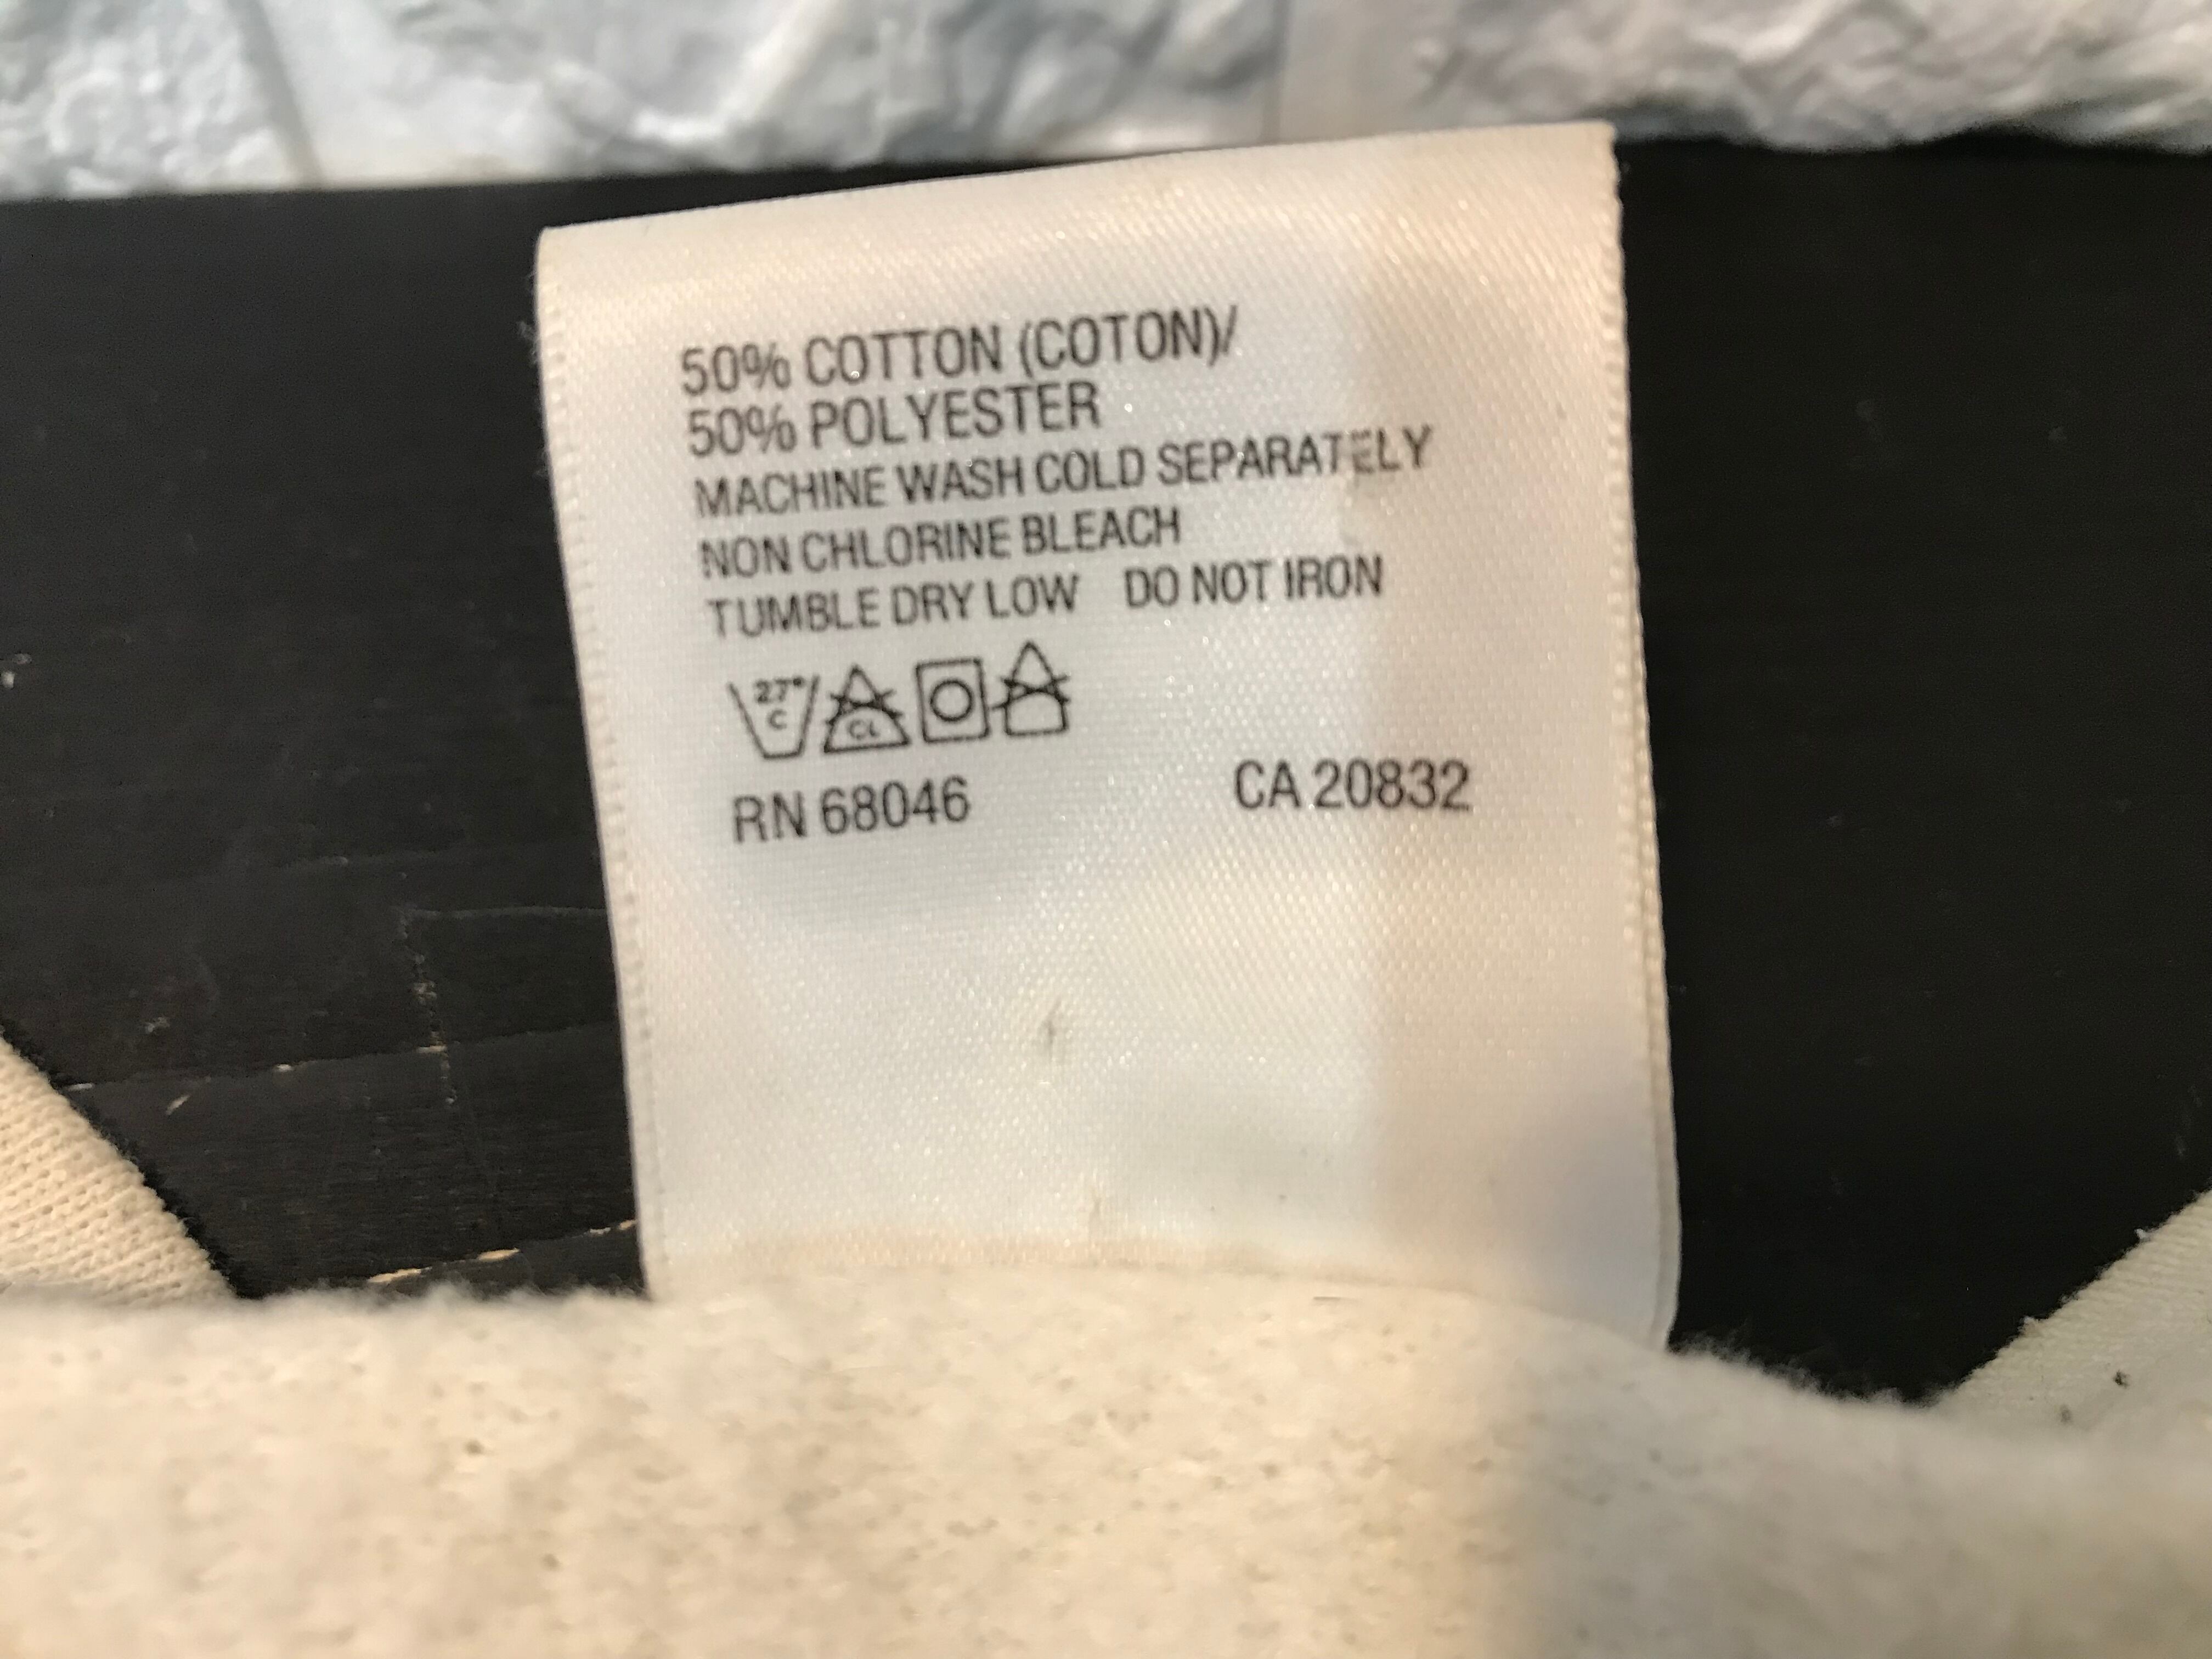 50% COTTON (COTON)/
50% POLYESTER
MACHINE WASH COLD SEPARATELY
NON CHLORINE BLEACH
TUMBLE DRY LOW DO NOT IRON
27° C CL
RN 68046 CA 20832